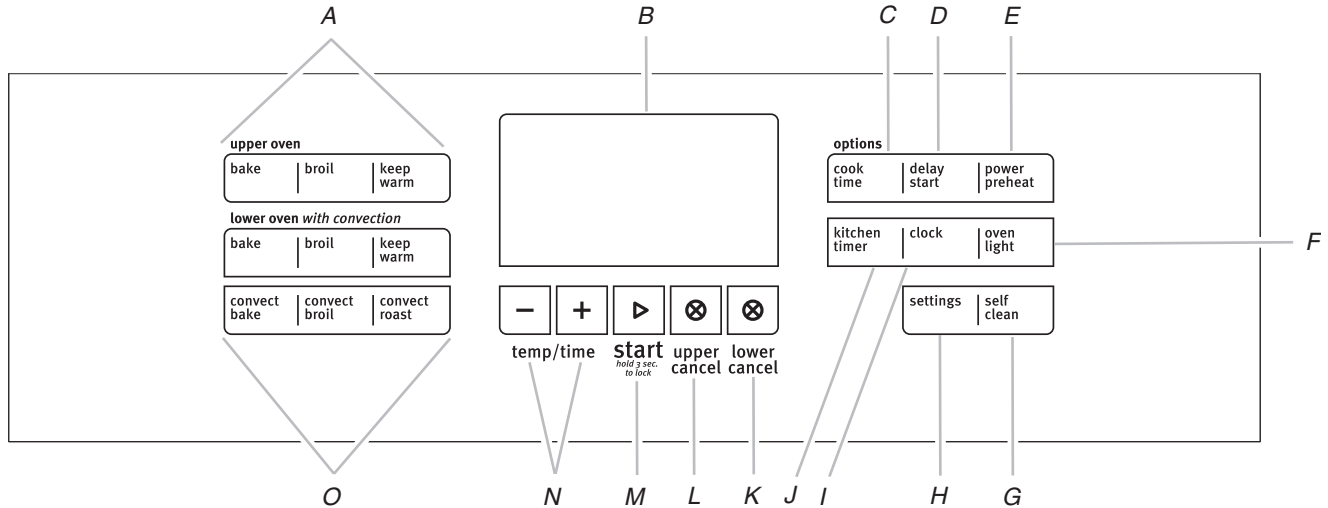 A B C D E
upper oven
bake broil keep
warm
lower oven with convection
bake broil keep
warm
convect convect convect
bake broil roast
− +
temp/time
start
hold 3 sec.
to lock
upper
cancel
lower
cancel
options
cook delay power
time start preheat
kitchen clock oven
timer light
F
settings self
clean
O N M L K J I H G